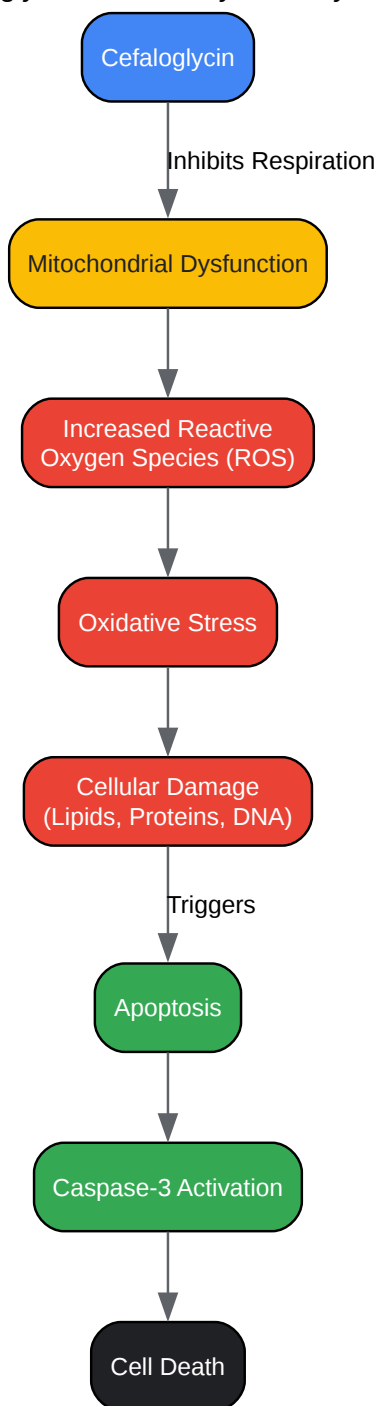 Cefaloglycin
Inhibits Respiration
Mitochondrial Dysfunction
Increased Reactive
Oxygen Species (ROS)
Oxidative Stress
Cellular Damage
(Lipids, Proteins, DNA)
Triggers
Apoptosis
Caspase-3 Activation
Cell Death